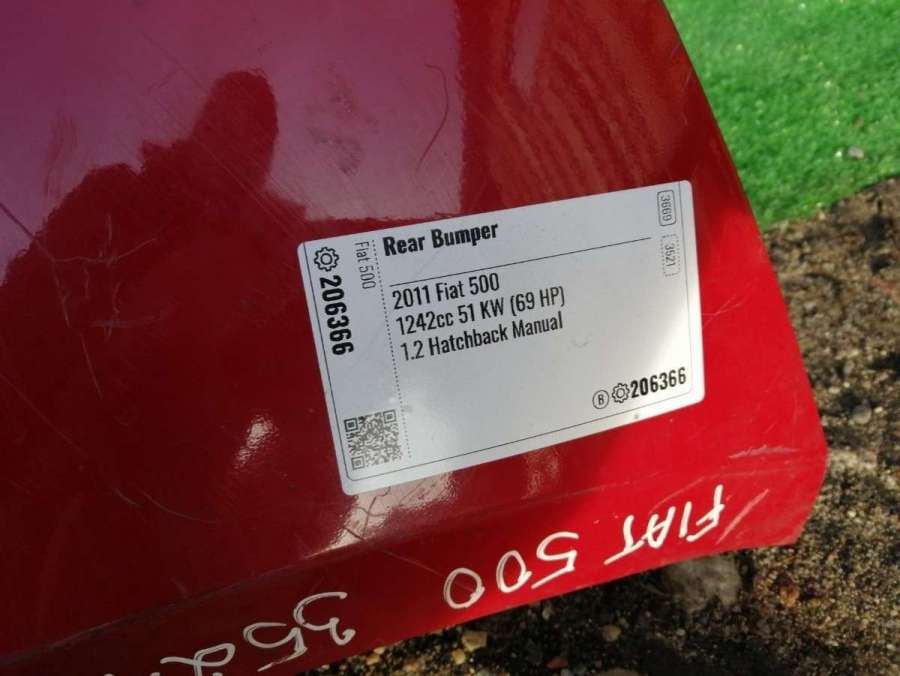 206366
Fiat 500
Rear Bumper
3669
3521
2011 Fiat 500
1242cc 51 KW (69 HP)
1.2 Hatchback Manual
B 206366
FIAT 500